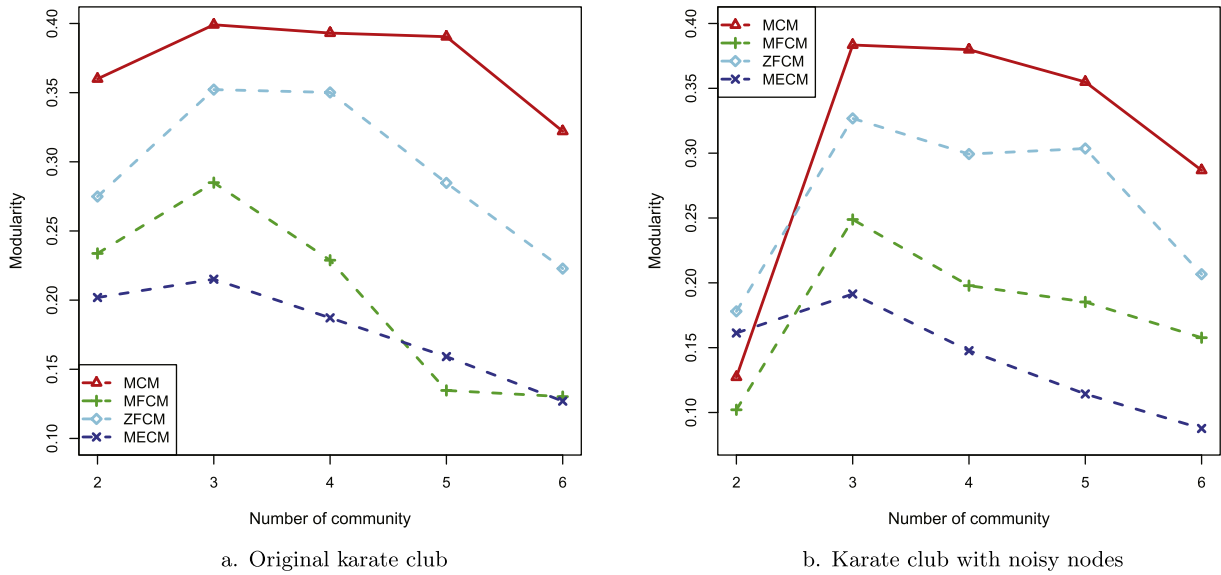 Modularity
0.40
0.35
0.30
0.25
0.20
0.15
0.10
MCM
MFCM
ZFCM
MECM
2 3 4 5 6
Number of community
a. Original karate club
Modularity
0.40
0.35
0.30
0.25
0.20
0.15
0.10
MCM
MFCM
ZFCM
MECM
2 3 4 5 6
Number of community
b. Karate club with noisy nodes